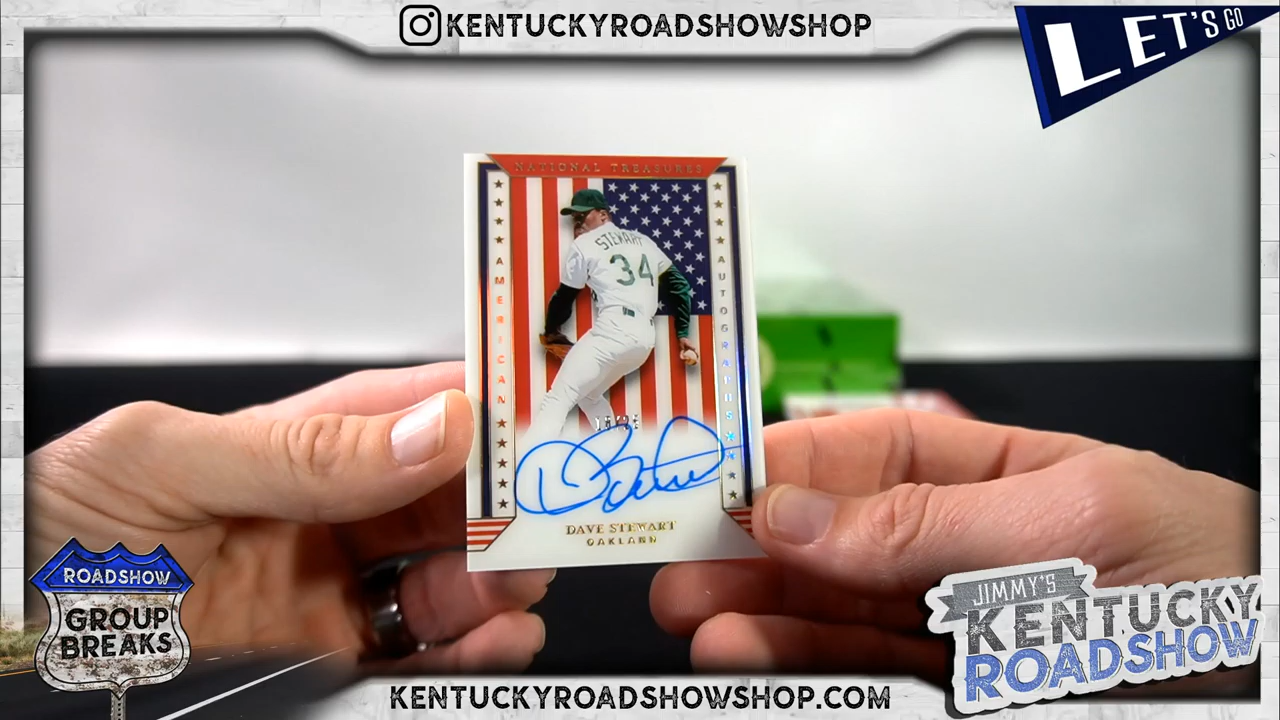 KENTUCKYROADSHOWSHOP
LET'S GO
NATIONAL TREASURES
AMERICAN
AUTOGRAPHS
STEWART
34
DAVE STEWART
OAKLAND
ROADSHOW
GROUP
BREAKS
JIMMY'S
KENTUCKY
ROADSHOW
KENTUCKYROADSHOWSHOP.COM